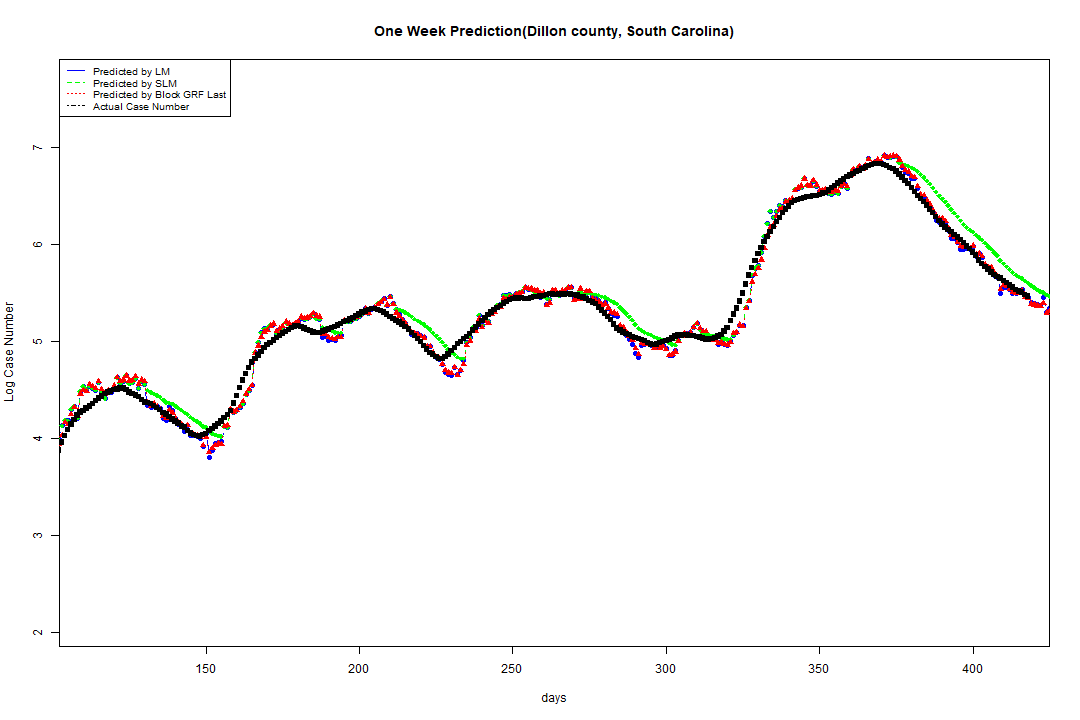 One Week Prediction(Dillon county, South Carolina)
Predicted by LM
Predicted by SLM
Predicted by Block GRF Last
Actual Case Number
7
6
5
4
3
2
Log Case Number
150 200 250 300 350 400
days